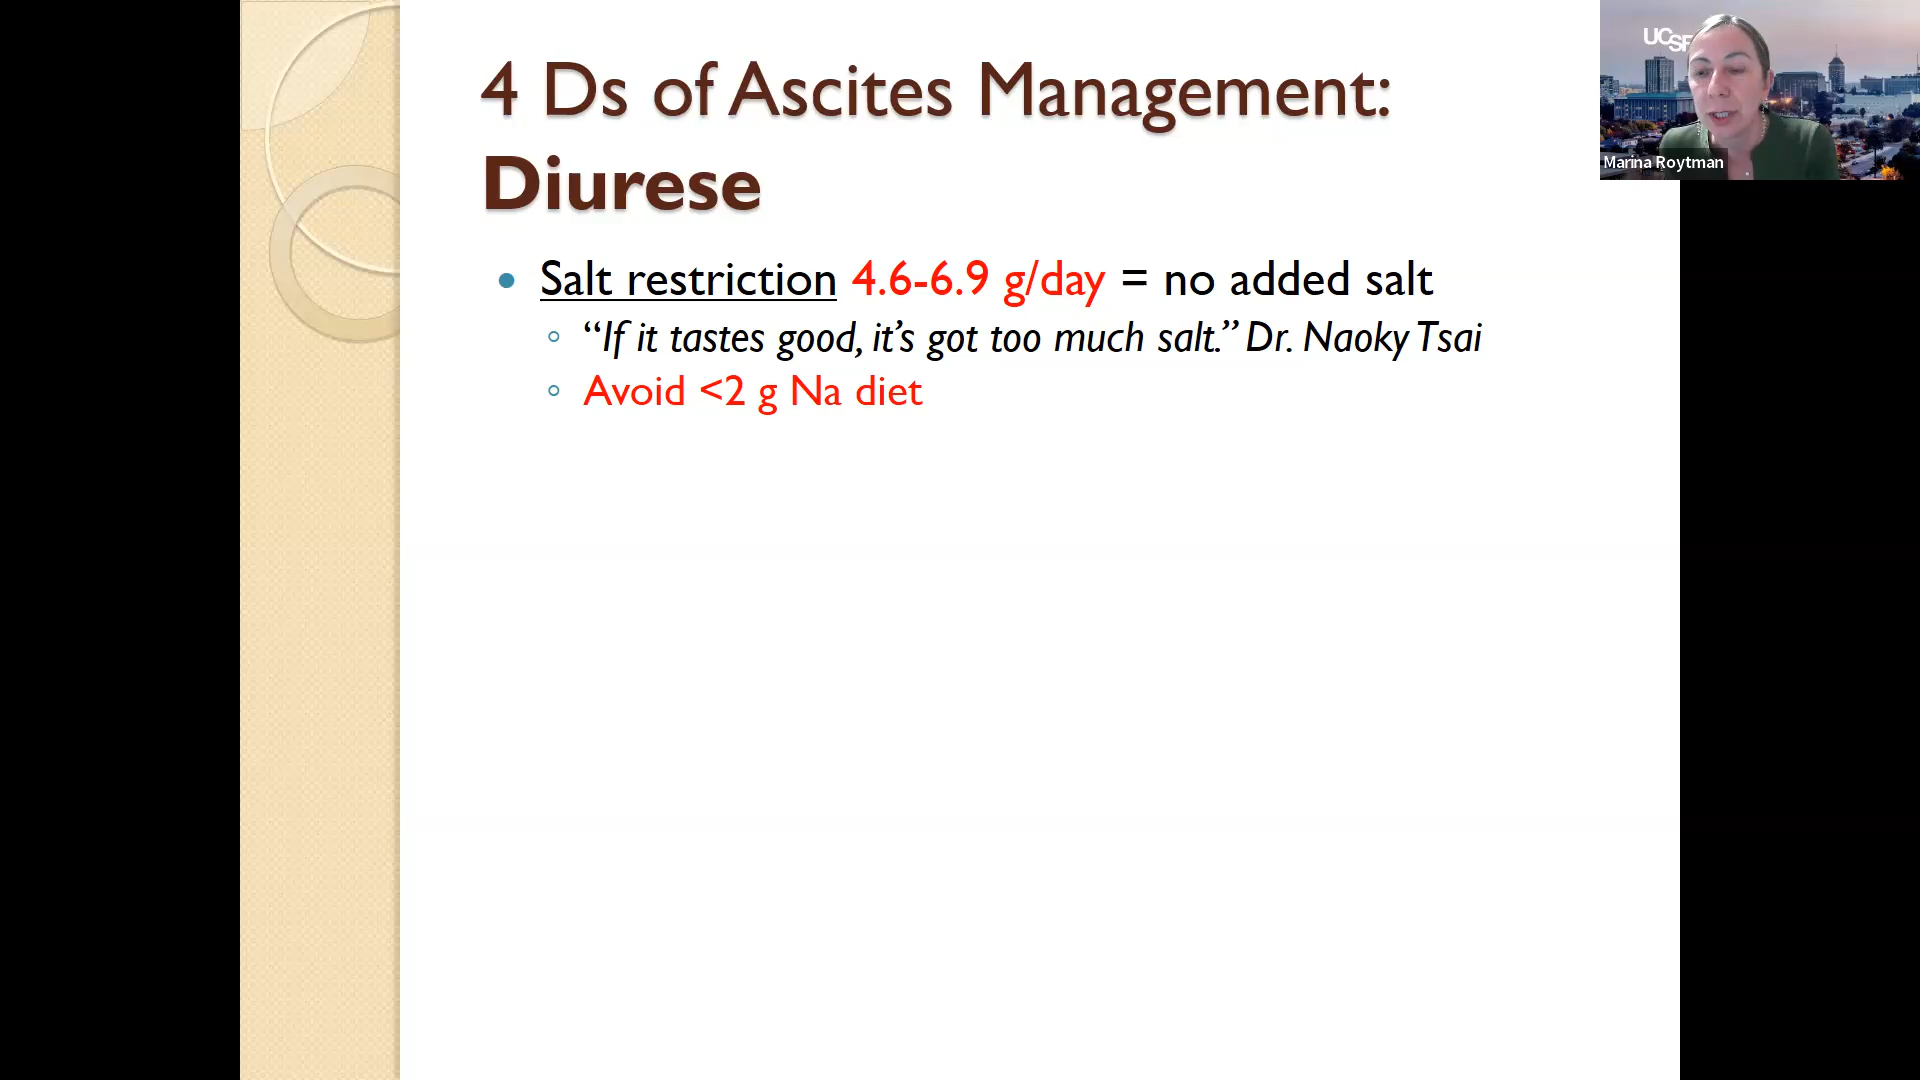 4 Ds of Ascites Management:
Diurese
UCSF
Marina Roytman
• Salt restriction 4.6-6.9 g/day = no added salt
◦ “If it tastes good, it’s got too much salt.” Dr. Naoky Tsai
◦ Avoid <2 g Na diet